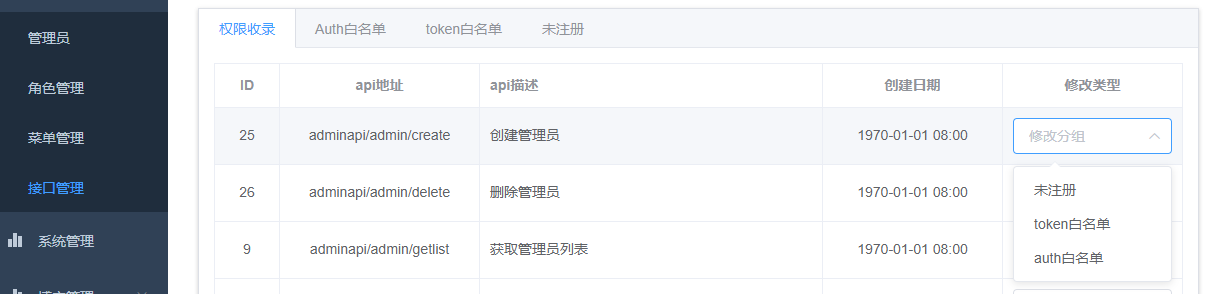 管理员
角色管理
菜单管理
接口管理
系统管理
权限收录 Auth白名单 token白名单 未注册
ID api地址 api描述 创建日期 修改类型
25 adminapi/admin/create 创建管理员 1970-01-01 08:00 修改分组
26 adminapi/admin/delete 删除管理员 1970-01-01 08:00
9 adminapi/admin/getlist 获取管理员列表 1970-01-01 08:00
未注册
token白名单
auth白名单